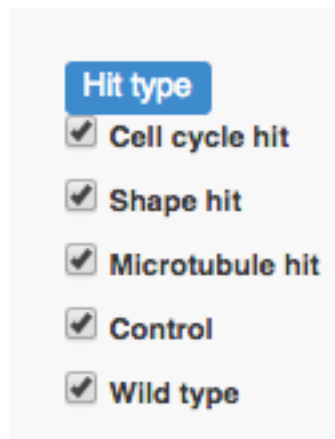 Hit type
Cell cycle hit
Shape hit
Microtubule hit
Control
Wild type